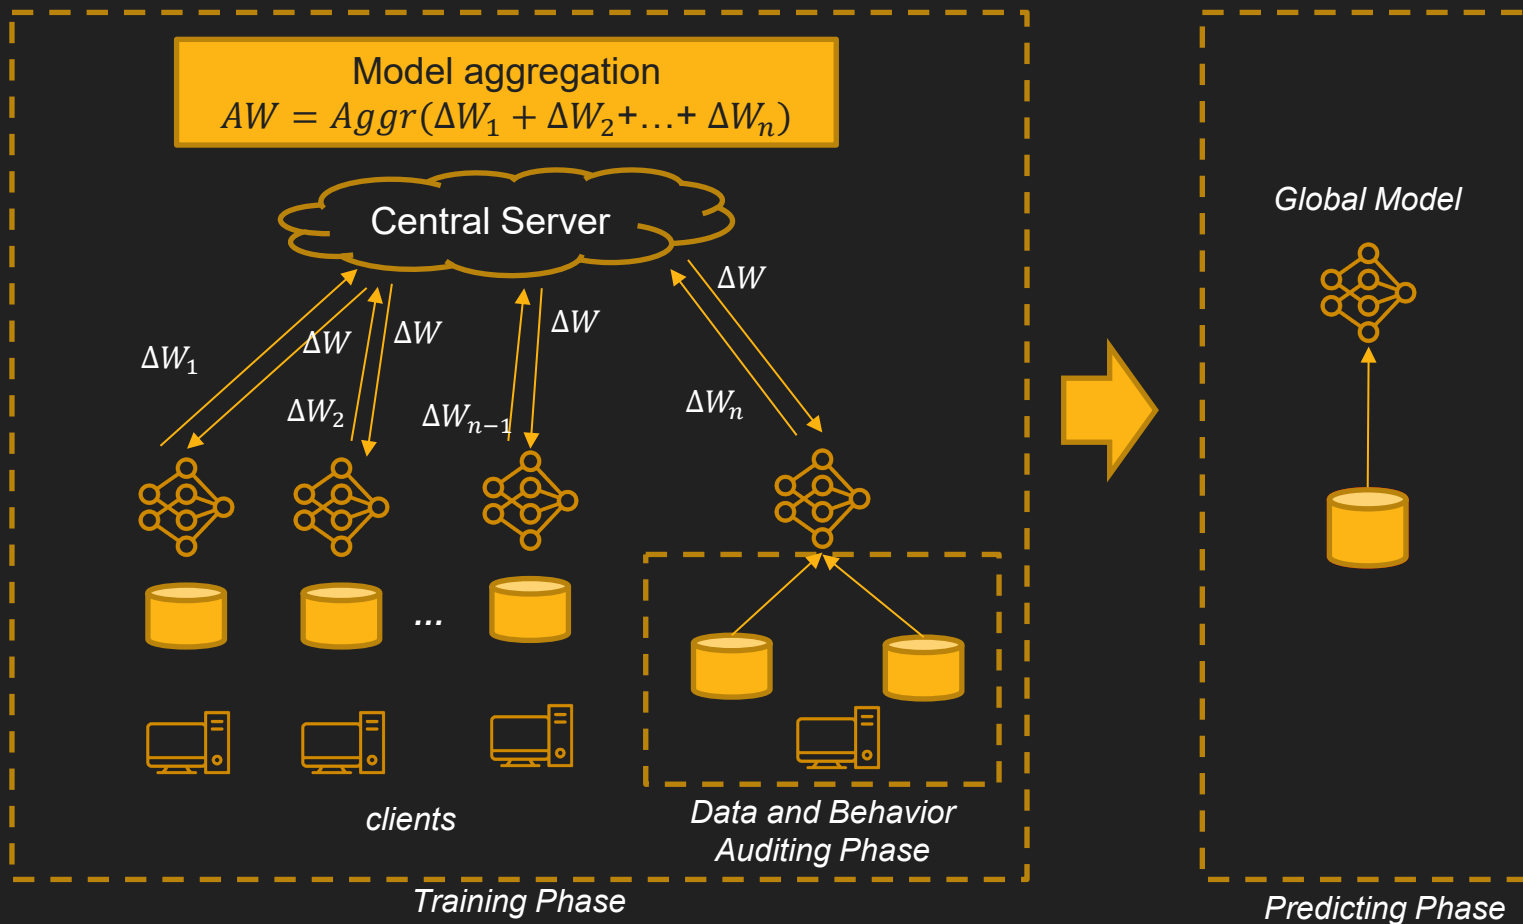 Model aggregation
𝐴𝑊 = 𝐴𝑔𝑔𝑟(Δ𝑊₁ + Δ𝑊₂+...+ Δ𝑊ₙ)
Central Server
Global Model
Δ𝑊
Δ𝑊
Δ𝑊
Δ𝑊
Δ𝑊₁
Δ𝑊₂
Δ𝑊ₙ₋₁
Δ𝑊ₙ
...
clients
Data and Behavior
Auditing Phase
Training Phase
Predicting Phase